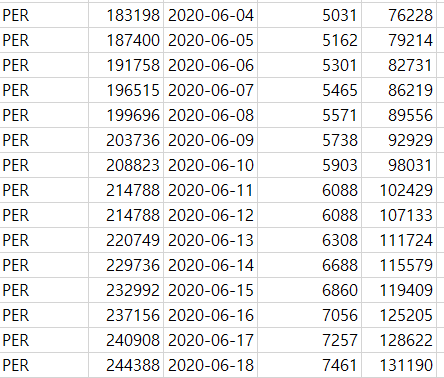 PER 183198 2020-06-04 5031 76228
PER 187400 2020-06-05 5162 79214
PER 191758 2020-06-06 5301 82731
PER 196515 2020-06-07 5465 86219
PER 199696 2020-06-08 5571 89556
PER 203736 2020-06-09 5738 92929
PER 208823 2020-06-10 5903 98031
PER 214788 2020-06-11 6088 102429
PER 214788 2020-06-12 6088 107133
PER 220749 2020-06-13 6308 111724
PER 229736 2020-06-14 6688 115579
PER 232992 2020-06-15 6860 119409
PER 237156 2020-06-16 7056 125205
PER 240908 2020-06-17 7257 128622
PER 244388 2020-06-18 7461 131190